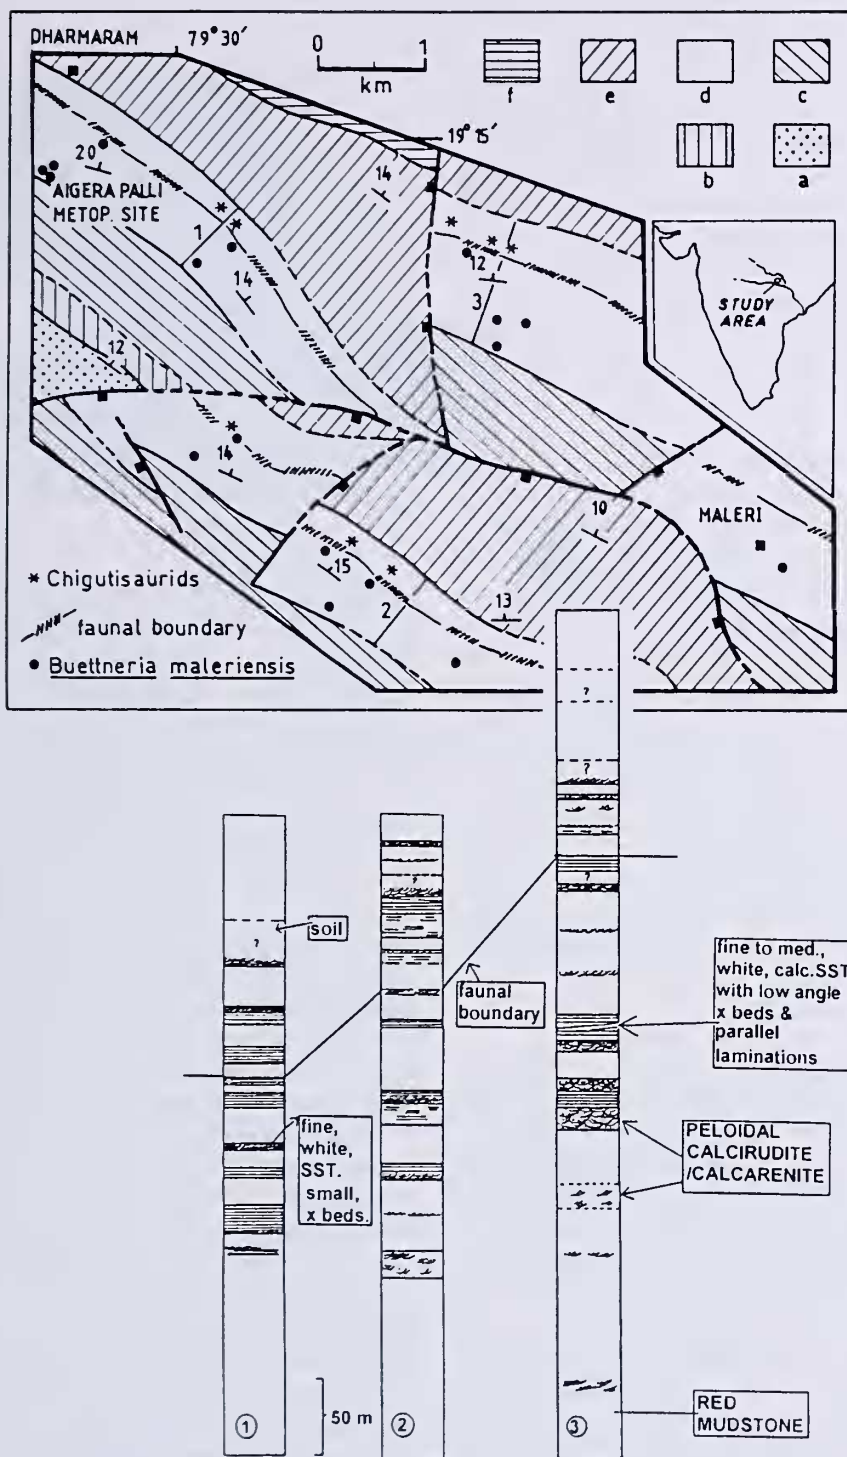 DHARMARAM 79° 30′ 0 1
km
f e d c
b a
19° 15′
14
20
AIGERAPALLI
METOP. SITE
1
14
12
3
STUDY
AREA
12
14
10
MALERI
15
13
2
* Chigutisaurids
faunal boundary
● Buettneria maleriensis
?
?
?
?
?
soil
faunal
boundary
fine to med.,
white, calc.SST
with low angle
x beds &
parallel
laminations
fine,
white,
SST.
small,
x beds.
PELOIDAL
CALCIRUDITE
/CALCARENITE
50 m
RED
MUDSTONE
1 2 3